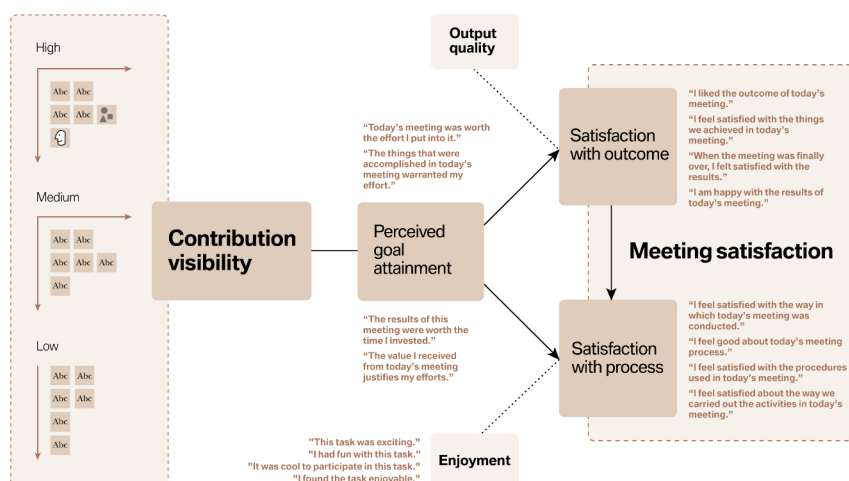 High
Abc Abc
Abc Abc
Medium
Abc Abc
Abc Abc Abc
Abc
Low
Abc Abc
Abc Abc
Abc
Abc
Contribution
visibility
“Today’s meeting was worth
the effort I put into it.”
“The things that were
accomplished in today’s
meeting warranted my
effort.”
Perceived
goal
attainment
“The results of this
meeting were worth the
time I invested.”
“The value I received
from today’s meeting
justifies my efforts.”
Output
quality
Satisfaction
with outcome
“I liked the outcome of today’s
meeting.”
“I feel satisfied with the things
we achieved in today’s
meeting.”
“When the meeting was finally
over, I felt satisfied with the
results.”
“I am happy with the results of
today’s meeting.”
Meeting satisfaction
Satisfaction
with process
“I feel satisfied with the way in
which today’s meeting was
conducted.”
“I feel good about today’s meeting
process.”
“I feel satisfied with the procedures
used in today’s meeting.”
“I feel satisfied about the way we
carried out the activities in today’s
meeting.”
Enjoyment
"This task was exciting."
"I had fun with this task."
"It was cool to participate in this task."
"I found the task enjoyable."